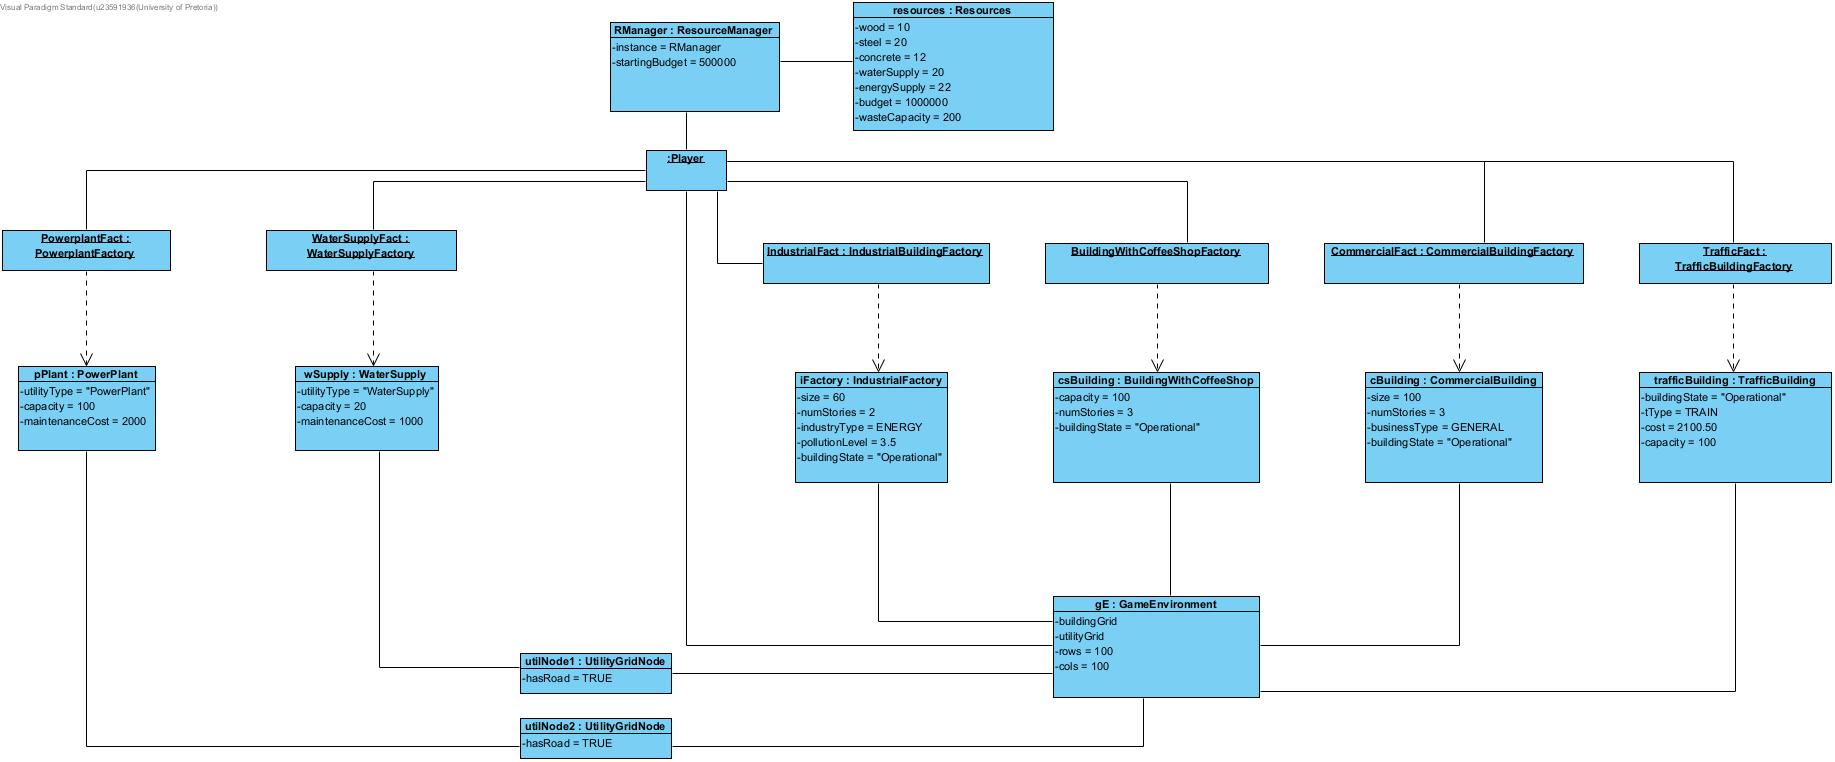 Visual Paradigm Standard(u23591936(University of Pretoria))
resources : Resources
-wood = 10
-steel = 20
-concrete = 12
-waterSupply = 20
-energySupply = 22
-budget = 1000000
-wasteCapacity = 200
RManager : ResourceManager
-instance = RManager
-startingBudget = 500000
:Player
PowerplantFact :
PowerplantFactory
WaterSupplyFact :
WaterSupplyFactory
IndustrialFact : IndustrialBuildingFactory
BuildingWithCoffeeShopFactory
CommercialFact : CommercialBuildingFactory
TrafficFact :
TrafficBuildingFactory
pPlant : PowerPlant
-utilityType = "PowerPlant"
-capacity = 100
-maintenanceCost = 2000
wSupply : WaterSupply
-utilityType = "WaterSupply"
-capacity = 20
-maintenanceCost = 1000
iFactory : IndustrialFactory
-size = 60
-numStories = 2
-industryType = ENERGY
-pollutionLevel = 3.5
-buildingState = "Operational"
csBuilding : BuildingWithCoffeeShop
-capacity = 100
-numStories = 3
-buildingState = "Operational"
cBuilding : CommercialBuilding
-size = 100
-numStories = 3
-businessType = GENERAL
-buildingState = "Operational"
trafficBuilding : TrafficBuilding
-buildingState = "Operational"
-tType = TRAIN
-cost = 2100.50
-capacity = 100
gE : GameEnvironment
-buildingGrid
-utilityGrid
-rows = 100
-cols = 100
utilNode1 : UtilityGridNode
-hasRoad = TRUE
utilNode2 : UtilityGridNode
-hasRoad = TRUE